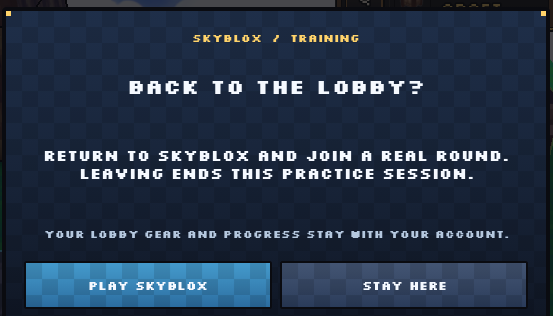 SKYBLOX / TRAINING
BACK TO THE LOBBY?
RETURN TO SKYBLOX AND JOIN A REAL ROUND.
LEAVING ENDS THIS PRACTICE SESSION.
YOUR LOBBY GEAR AND PROGRESS STAY WITH YOUR ACCOUNT.
PLAY SKYBLOX
STAY HERE